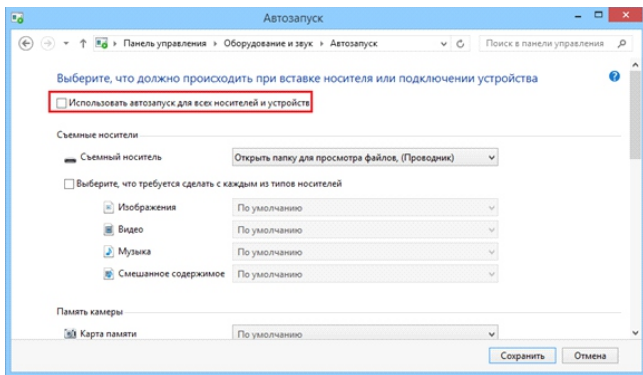 Автозапуск
Панель управления Оборудование и звук Автозапуск Поиск в панели управления
Выберите, что должно происходить при вставке носителя или подключении устройства
Использовать автозапуск для всех носителей и устройств
Съемные носители
Съемный носитель Открыть папку для просмотра файлов, (Проводник)
Выберите, что требуется сделать с каждым из типов носителей
Изображения По умолчанию
Видео По умолчанию
Музыка По умолчанию
Смешанное содержимое По умолчанию
Память камеры
Карта памяти По умолчанию
Сохранить Отмена